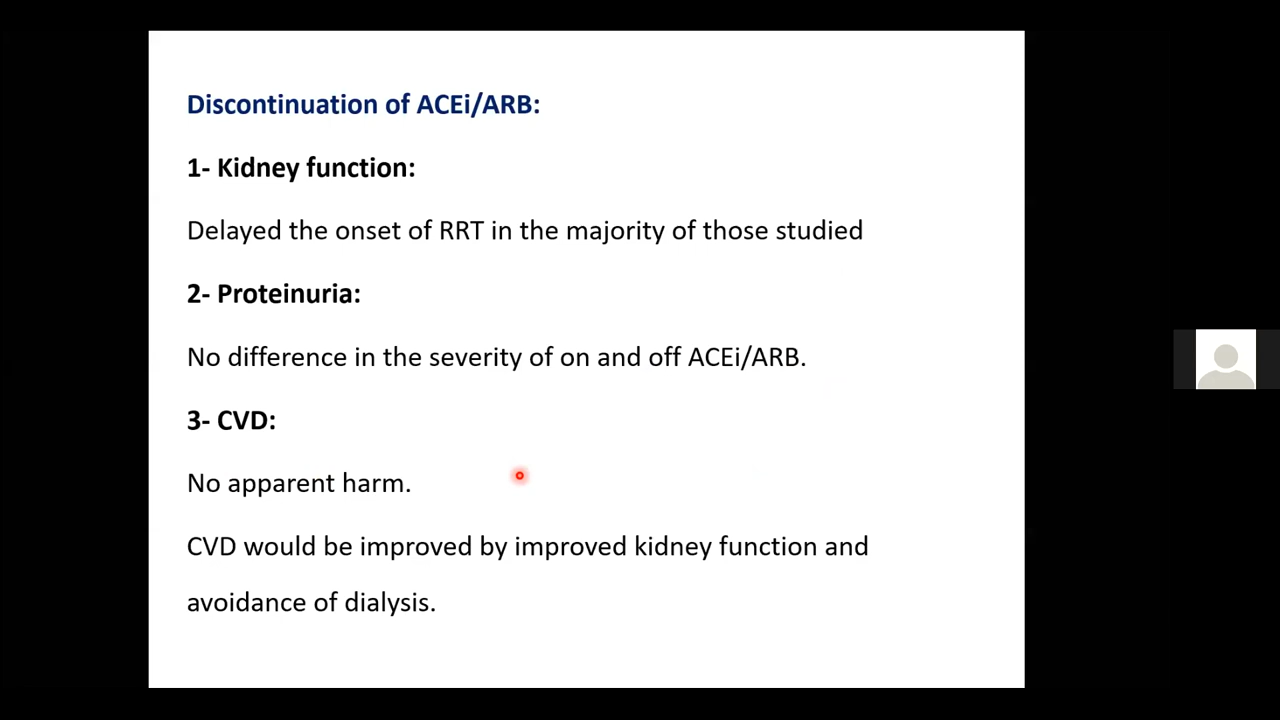 Discontinuation of ACEi/ARB:
1- Kidney function:
Delayed the onset of RRT in the majority of those studied
2- Proteinuria:
No difference in the severity of on and off ACEi/ARB.
3- CVD:
No apparent harm.
CVD would be improved by improved kidney function and
avoidance of dialysis.